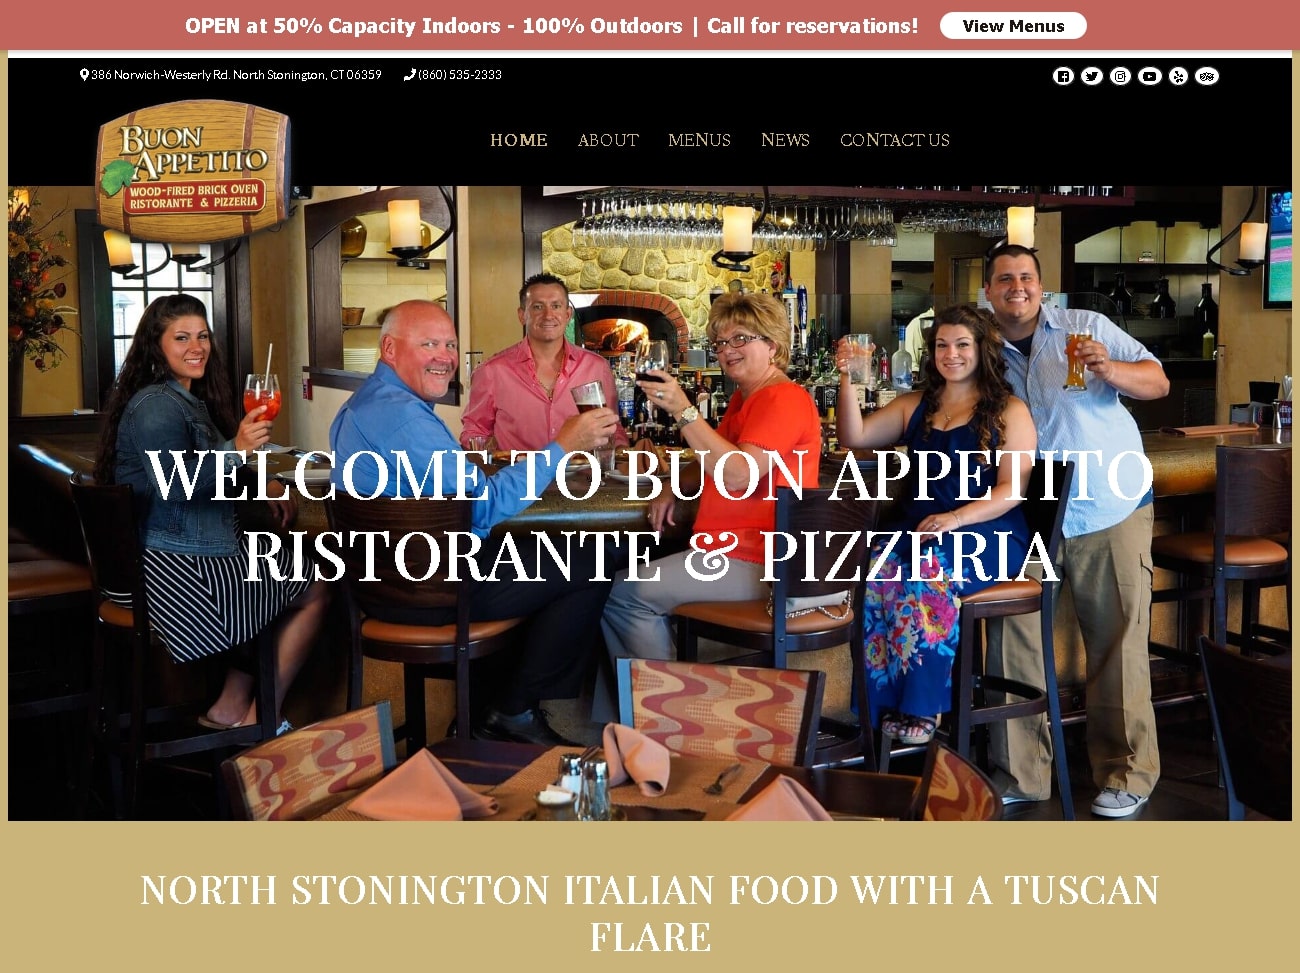 OPEN at 50% Capacity Indoors - 100% Outdoors | Call for reservations!
View Menus
386 Norwich-Westerly Rd. North Stonington, CT 06359
(860) 535-2333
BUON
APPETITO
WOOD-FIRED BRICK OVEN
RISTORANTE & PIZZERIA
HOME
ABOUT
MENUS
NEWS
CONTACT US
WELCOME TO BUON APPETITO
RISTORANTE & PIZZERIA
NORTH STONINGTON ITALIAN FOOD WITH A TUSCAN
FLARE